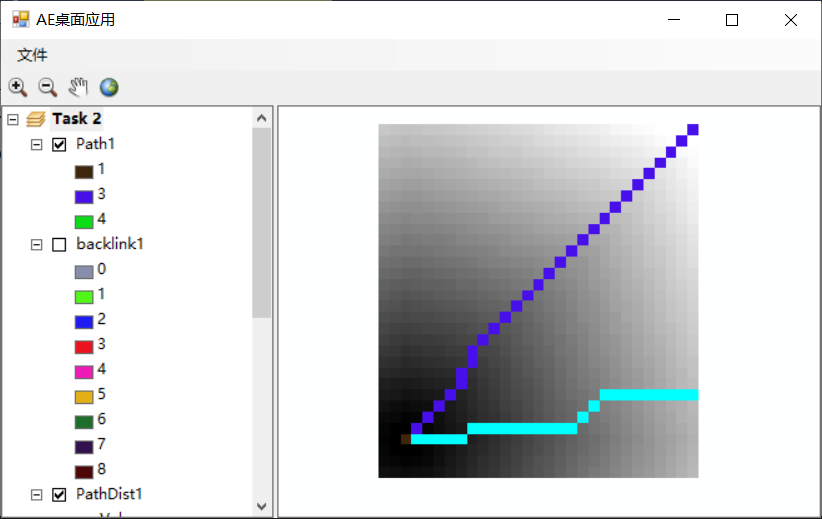 AE桌面应用
文件
Task 2
Path1
1
3
4
backlink1
0
1
2
3
4
5
6
7
8
PathDist1